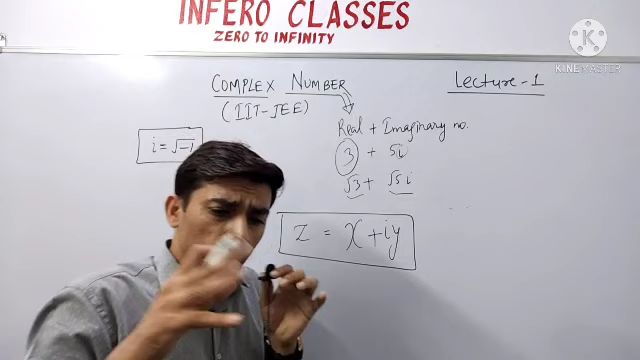 INFERO CLASSES
ZERO TO INFINITY
KINEMASTER
COMPLEX NUMBER
(IIT-JEE)
Lecture-1
Real + Imaginary no.
i = √-1
3 + 5i
√3 + √5i
z = x + iy